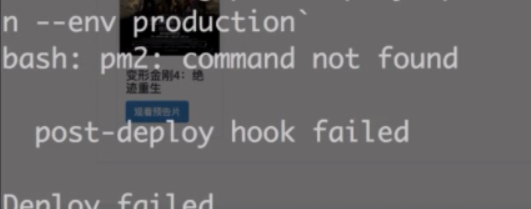 n --env production`
bash: pm2: command not found
变形金刚4：绝
迹重生
观看预告片
post-deploy hook failed
Deploy failed